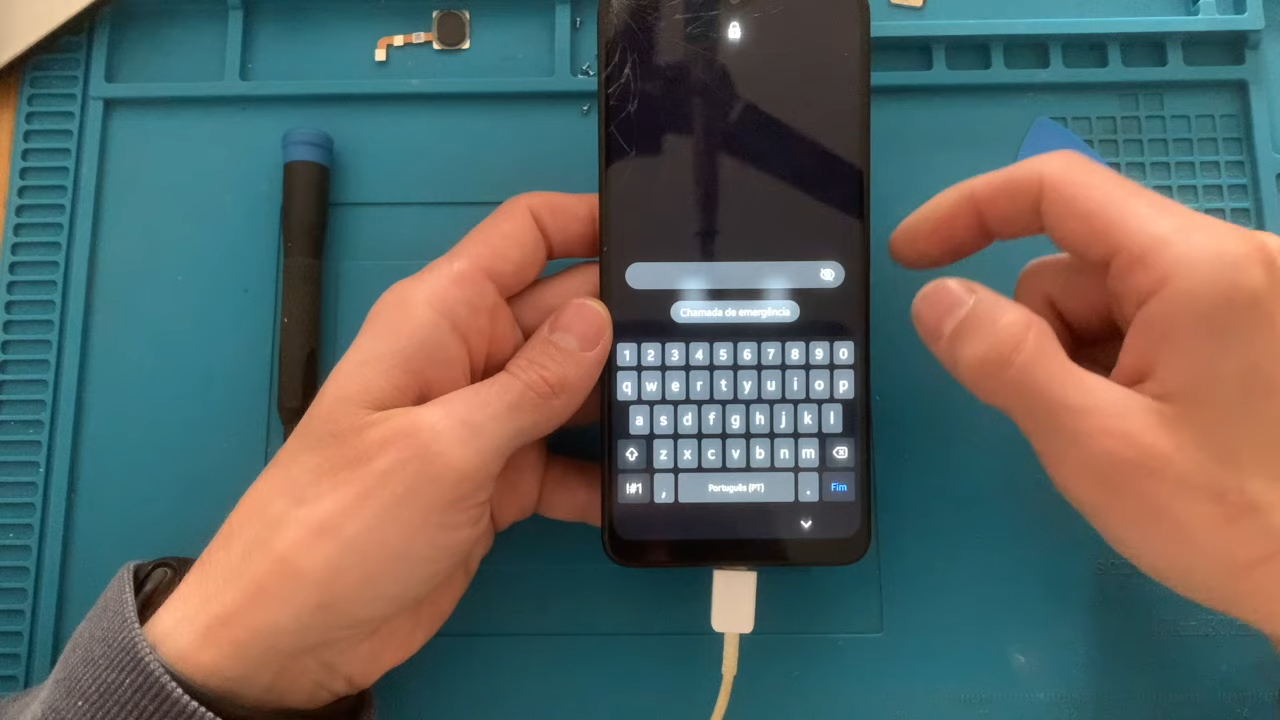 Chamada de emergência
1 2 3 4 5 6 7 8 9 0
q w e r t y u i o p
a s d f g h j k l
z x c v b n m
!#1 , Português (PT) . Fim